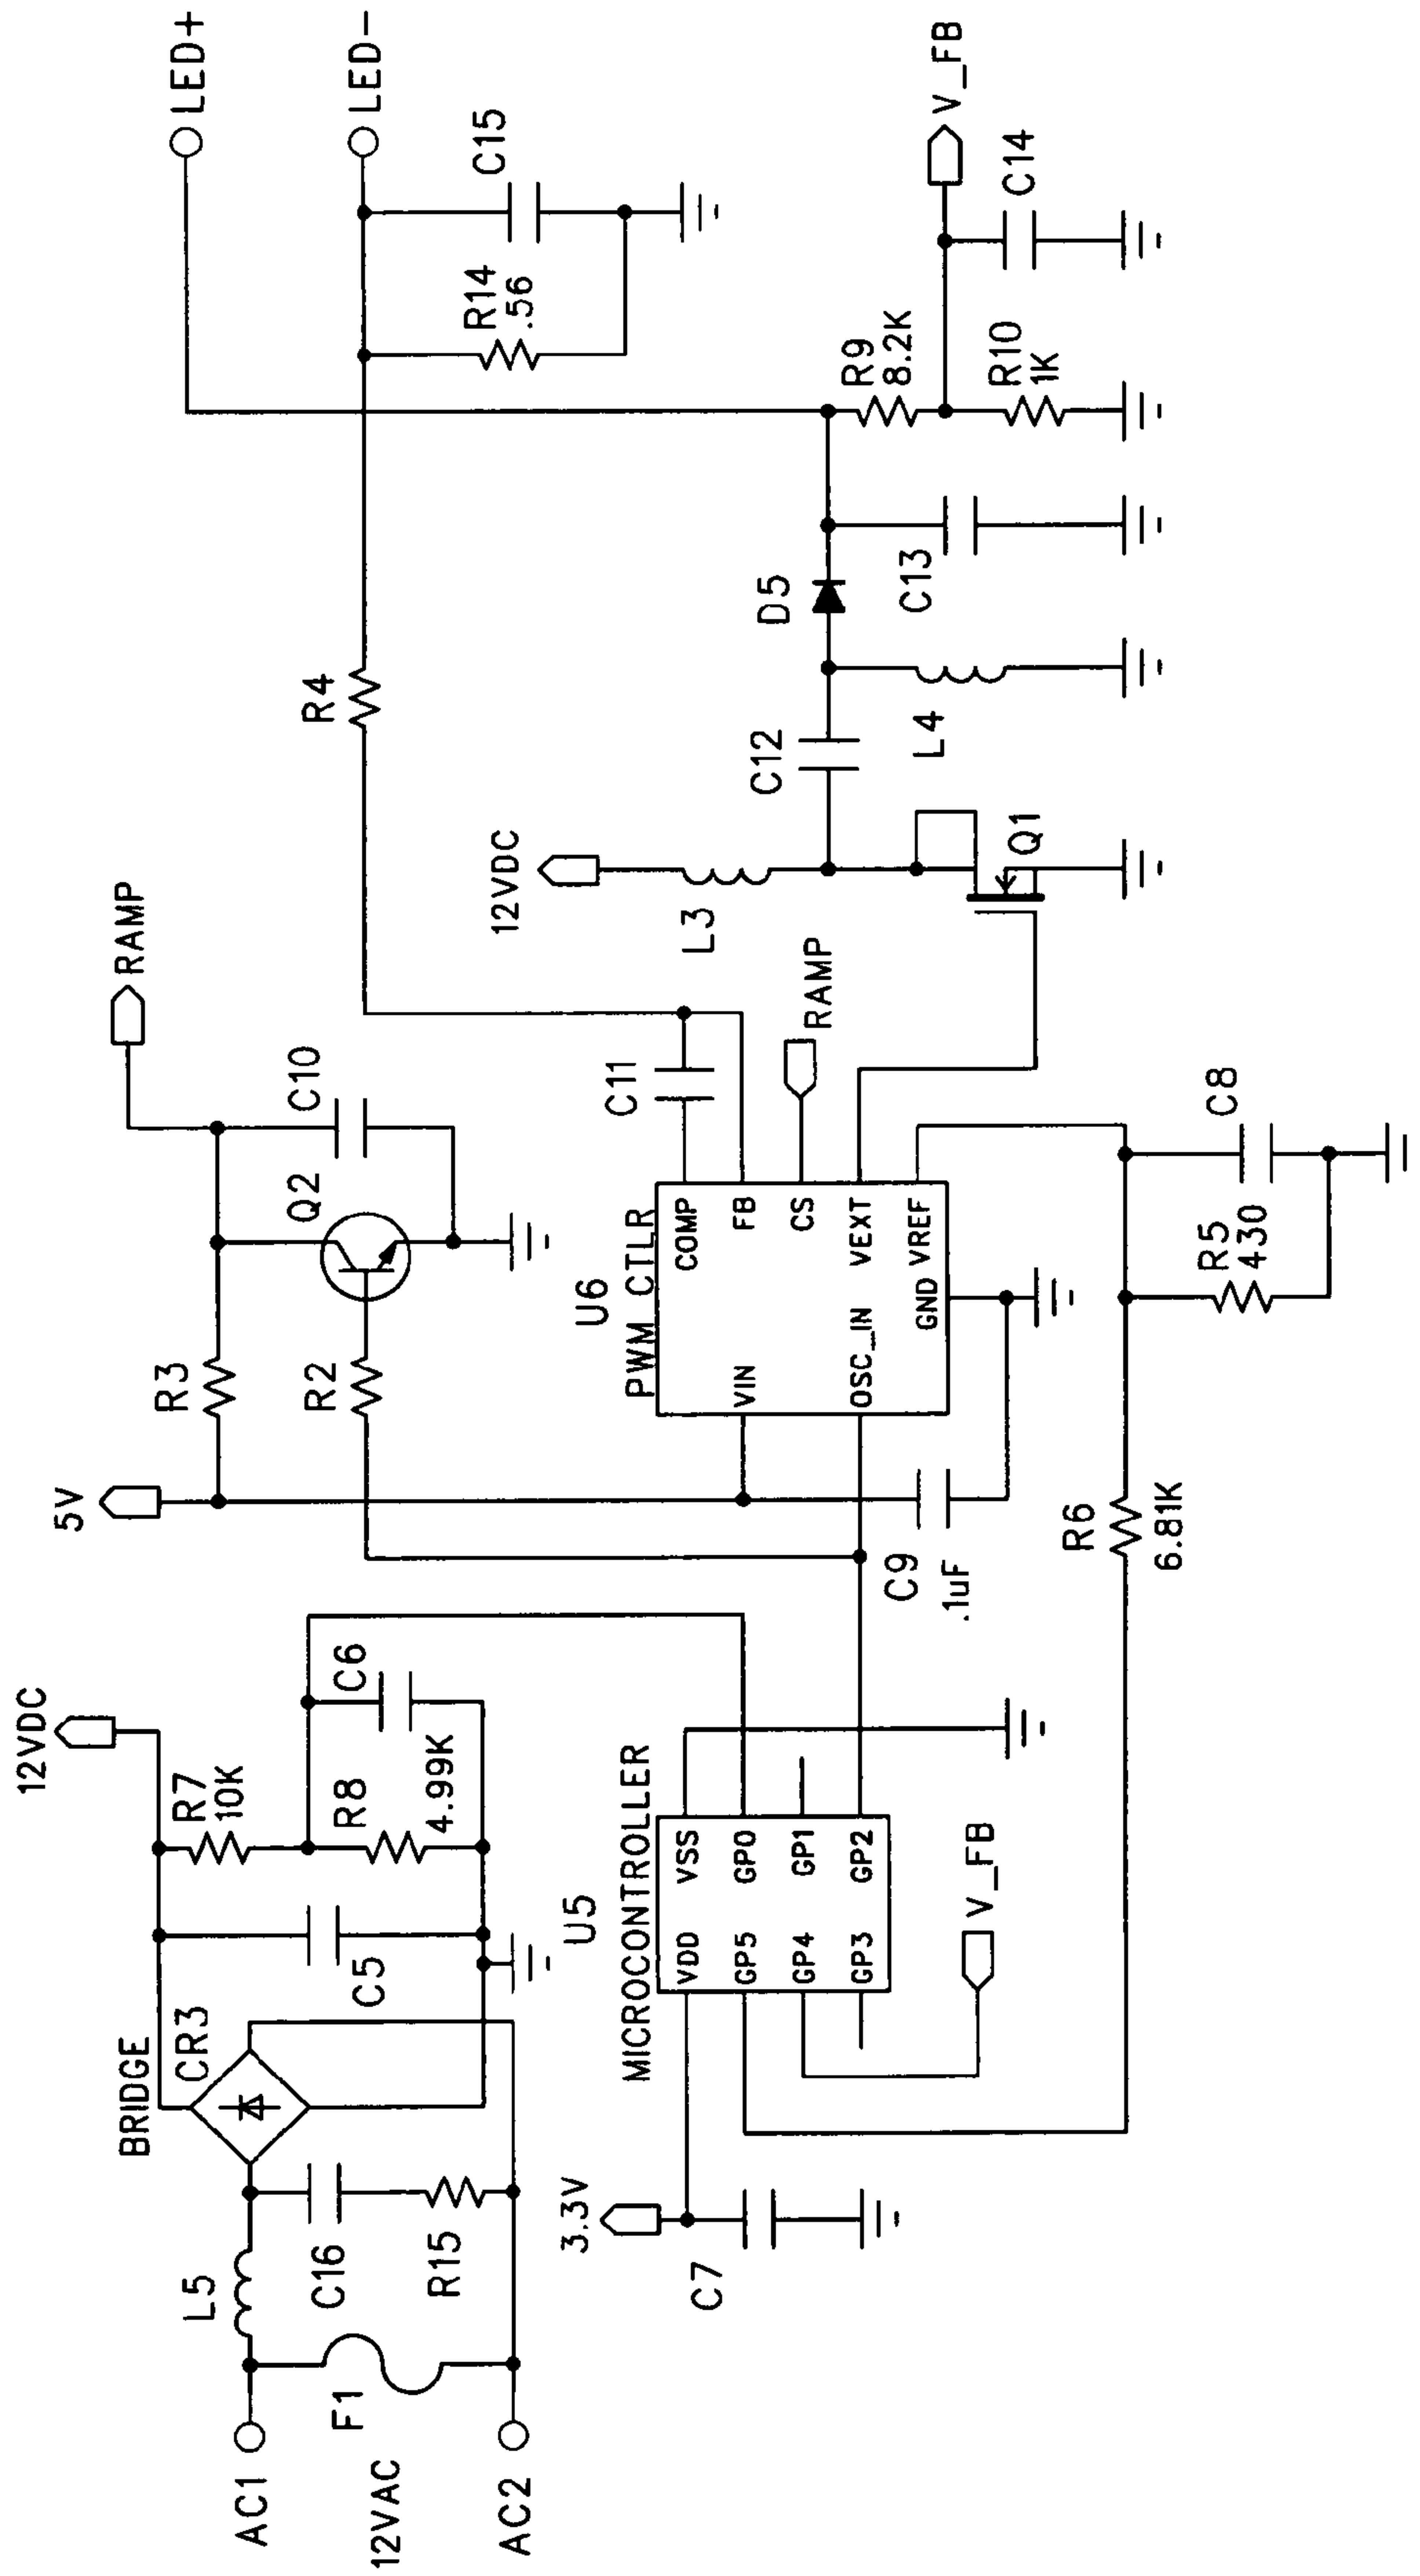 12VDC
BRIDGE
CR3
R7
10K
C5
R8
4.99K
C6
L5
C16
R15
F1
AC1
12VAC
AC2
5V
R3
R2
Q2
C10
RAMP
LED+
LED-
R4
R14
.56
C15
3.3V
C7
U5
MICROCONTROLLER
VDD
VSS
GP5
GP0
GP4
GP1
GP3
GP2
V_FB
U6
PWM CTLR
VIN
COMP
FB
CS
OSC_IN
VEXT
GND
VREF
C9
.1uF
C11
RAMP
12VDC
L3
C12
D5
L4
Q1
C13
R9
8.2K
R10
1K
C14
V_FB
R6
6.81K
R5
430
C8